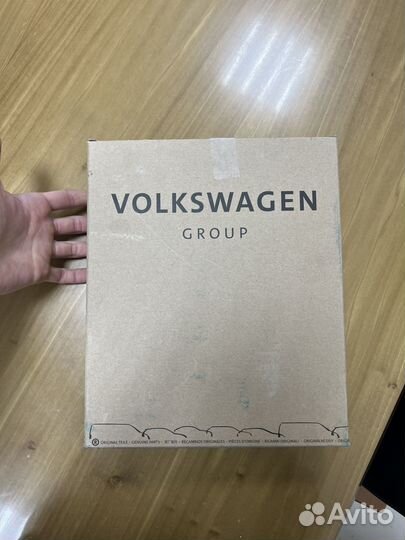 VOLKSWAGEN
GROUP
® ORIGINAL TEILE • GENUINE PARTS • • RECAMBIOS ORIGINALES • PIÈCES D'ORIGINE • RICAMBI ORIGINALI •
Avito